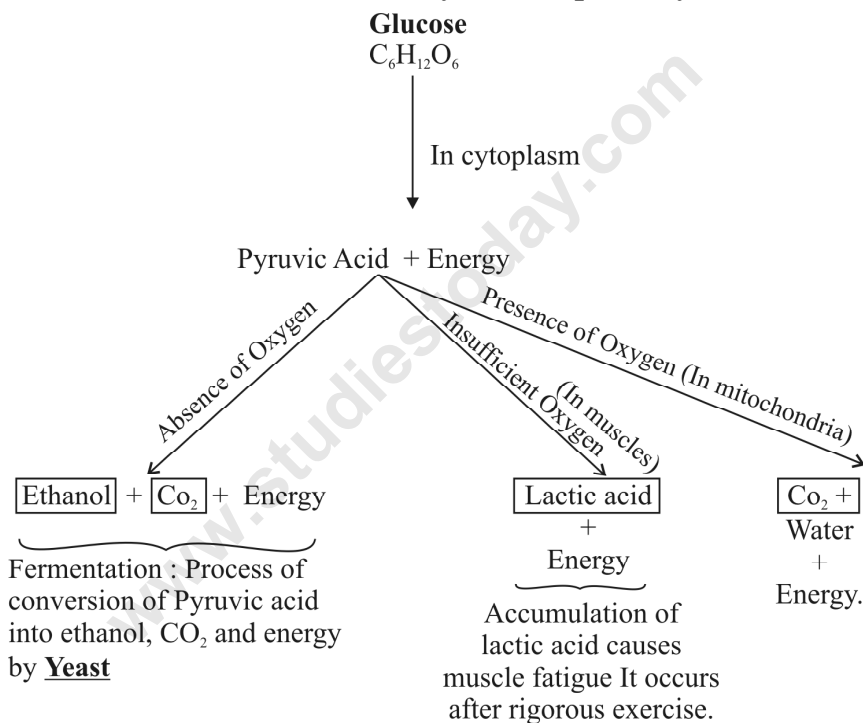 Glucose
C₆H₁₂O₆
In cytoplasm
Pyruvic Acid + Energy
Absence of Oxygen
Insufficient Oxygen
(In muscles)
Presence of Oxygen (In mitochondria)
Ethanol + Co₂ + Energy
Fermentation : Process of
conversion of Pyruvic acid
into ethanol, CO₂ and energy
by Yeast
Lactic acid
+
Energy
Accumulation of
lactic acid causes
muscle fatigue It occurs
after rigorous exercise.
Co₂ +
Water
+
Energy.
www.studiestoday.com